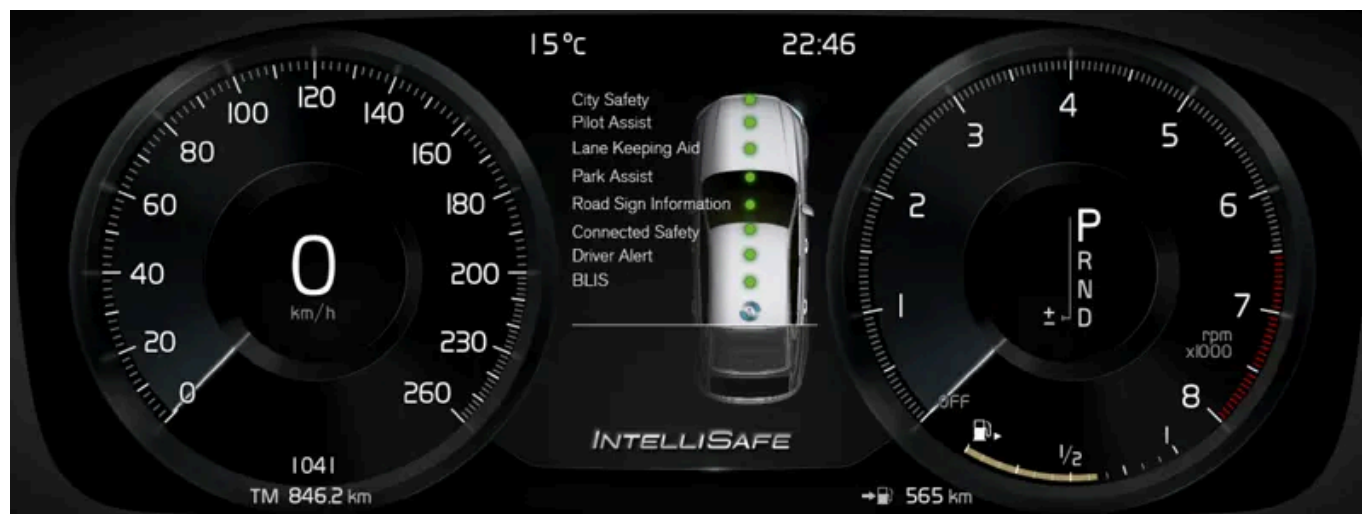 15°C 22:46
City Safety
Pilot Assist
Lane Keeping Aid
Park Assist
Road Sign Information
Connected Safety
Driver Alert
BLIS
INTELLISAFE
0
20
40
60
80
100
120
140
160
180
200
230
260
0
km/h
1041
TM 846.2 km
OFF
1
2
3
4
5
6
7
8
rpm
x1000
P
R
N
± D
1/2
1
565 km